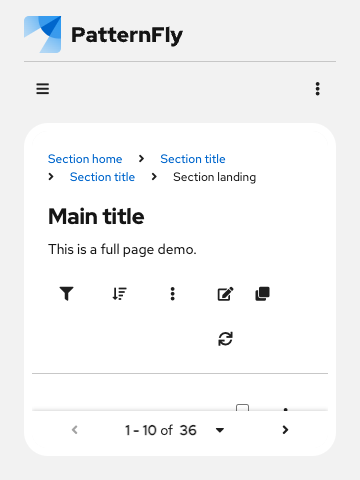 PatternFly
Section home Section title
Section title Section landing
Main title
This is a full page demo.
1 - 10 of 36